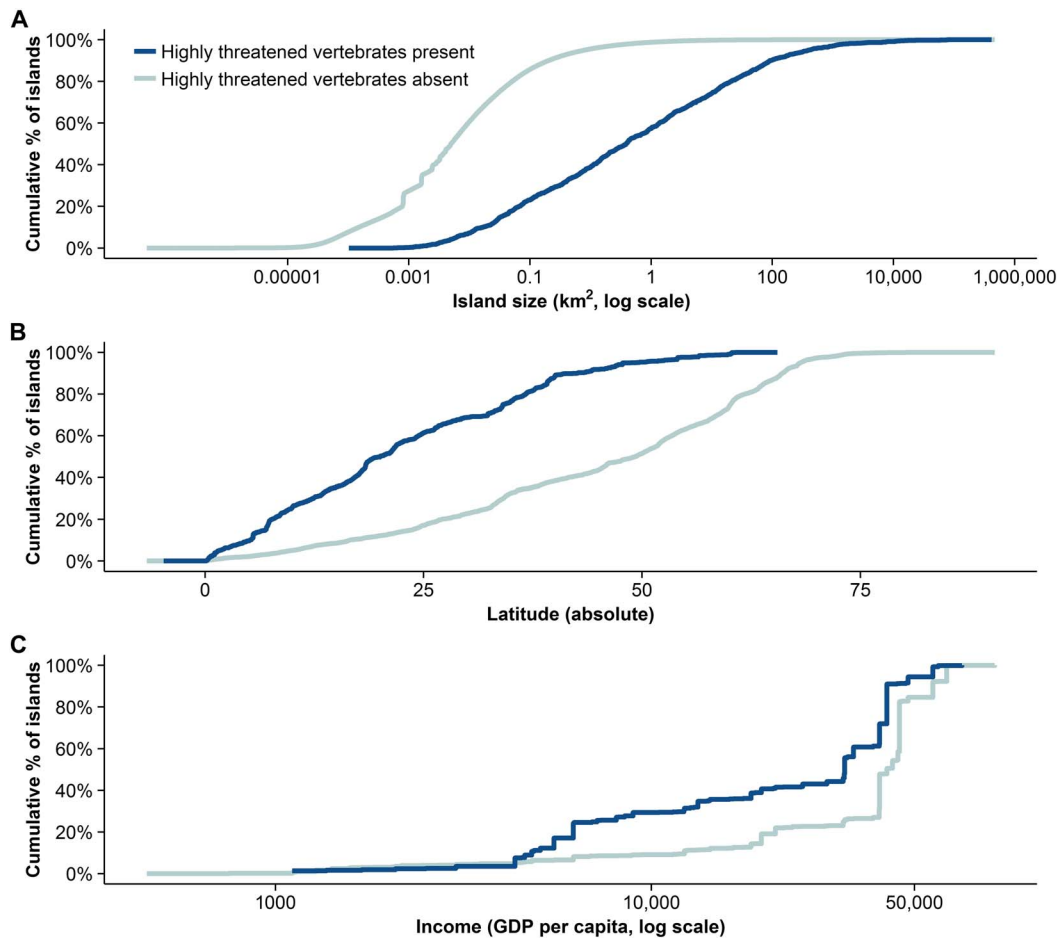 A
100%
80%
60%
40%
20%
0%
Cumulative % of islands
Highly threatened vertebrates present
Highly threatened vertebrates absent
0.00001 0.001 0.1 1 100 10,000 1,000,000
Island size (km², log scale)
B
100%
80%
60%
40%
20%
0%
Cumulative % of islands
0 25 50 75
Latitude (absolute)
C
100%
80%
60%
40%
20%
0%
Cumulative % of islands
1000 10,000 50,000
Income (GDP per capita, log scale)